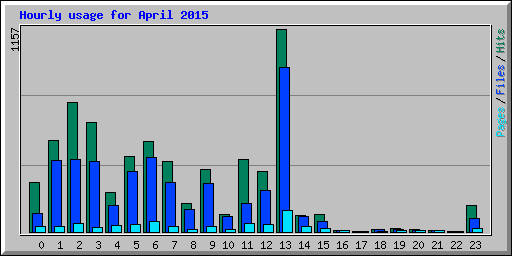 Hourly usage for April 2015
1157
Pages/Files/Hits
0 1 2 3 4 5 6 7 8 9 10 11 12 13 14 15 16 17 18 19 20 21 22 23